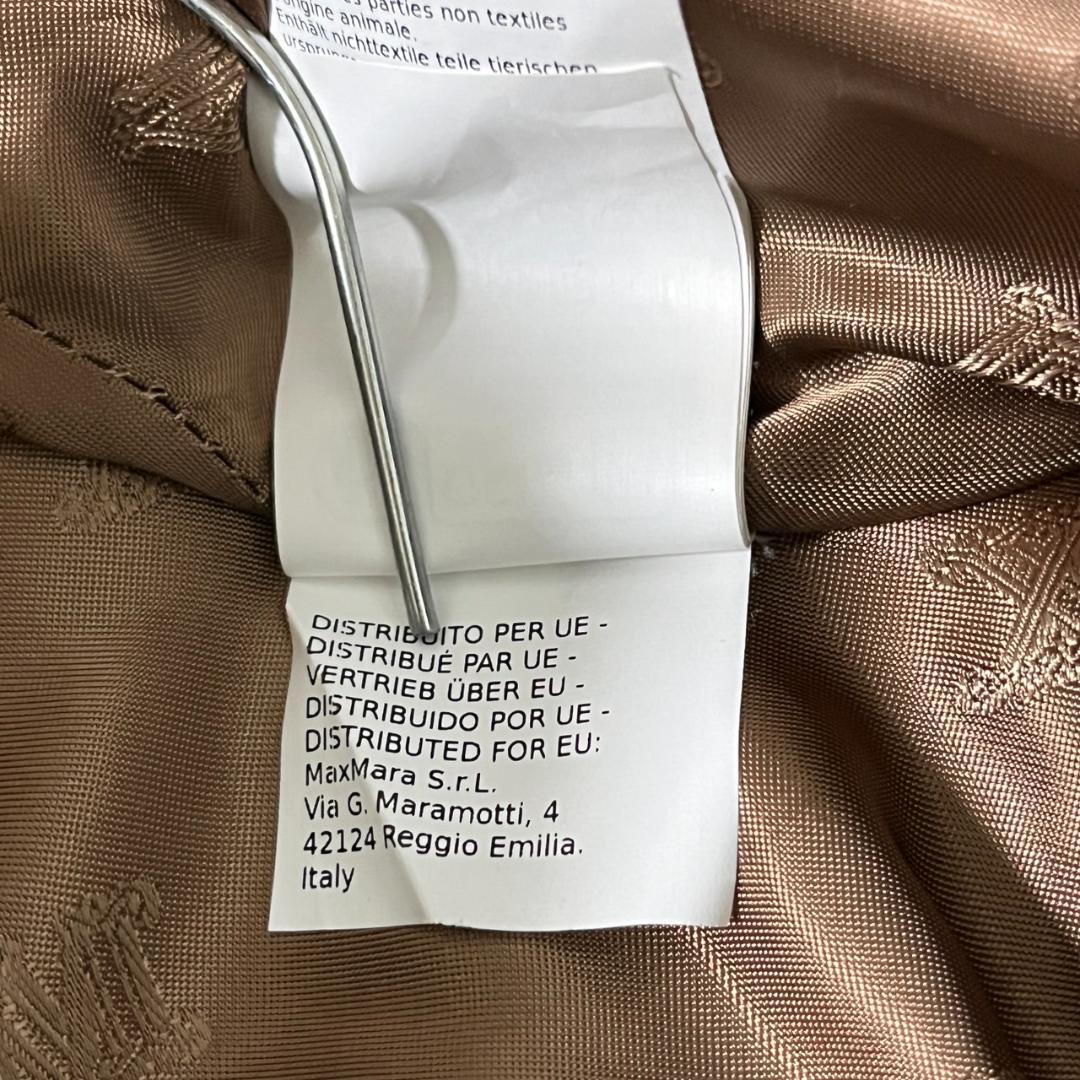 parties non textiles
origine animale.
Enthält nichttextile teile tierischen
DISTRIBUITO PER UE -
DISTRIBUÉ PAR UE -
VERTRIEB ÜBER EU -
DISTRIBUIDO POR UE -
DISTRIBUTED FOR EU:
MaxMara S.r.L.
Via G. Maramotti, 4
42124 Reggio Emilia.
Italy